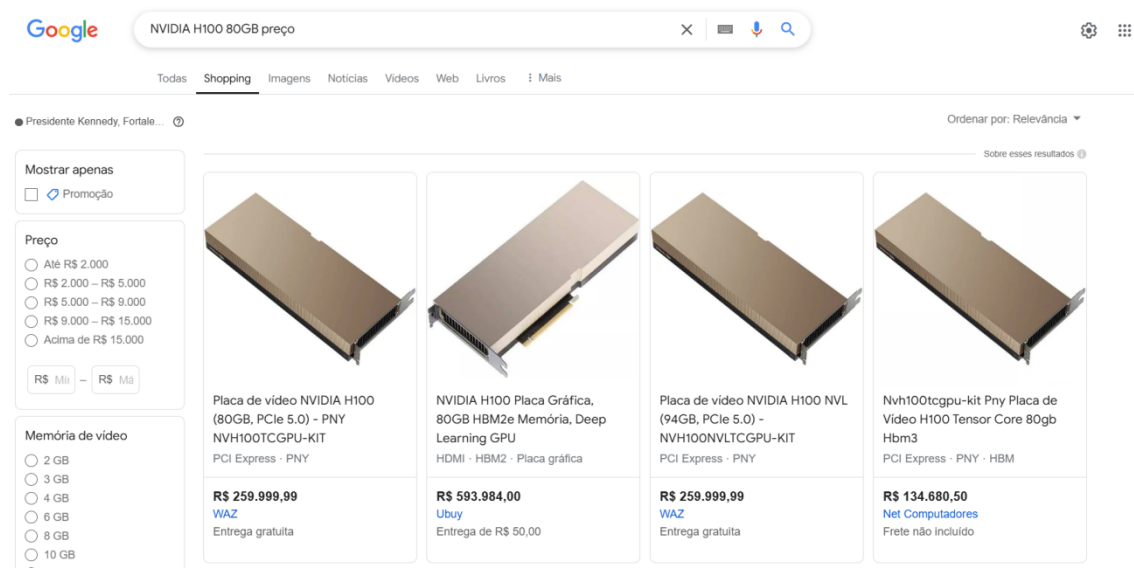 Google
NVIDIA H100 80GB preço
Todas Shopping Imagens Notícias Vídeos Web Livros Mais
Presidente Kennedy, Fortale...
Ordenar por: Relevância
Sobre esses resultados
Mostrar apenas
Promoção
Preço
Até R$ 2.000
R$ 2.000 – R$ 5.000
R$ 5.000 – R$ 9.000
R$ 9.000 – R$ 15.000
Acima de R$ 15.000
R$ Mí – R$ Má
Memória de vídeo
2 GB
3 GB
4 GB
6 GB
8 GB
10 GB
Placa de vídeo NVIDIA H100
(80GB, PCIe 5.0) - PNY
NVH100TCGPU-KIT
PCI Express · PNY
R$ 259.999,99
WAZ
Entrega gratuita
NVIDIA H100 Placa Gráfica,
80GB HBM2e Memória, Deep
Learning GPU
HDMI · HBM2 · Placa gráfica
R$ 593.984,00
Ubuy
Entrega de R$ 50,00
Placa de vídeo NVIDIA H100 NVL
(94GB, PCIe 5.0) -
NVH100NVLTCGPU-KIT
PCI Express · PNY
R$ 259.999,99
WAZ
Entrega gratuita
Nvh100tcgpu-kit Pny Placa de
Vídeo H100 Tensor Core 80gb
Hbm3
PCI Express · PNY · HBM
R$ 134.680,50
Net Computadores
Frete não incluído